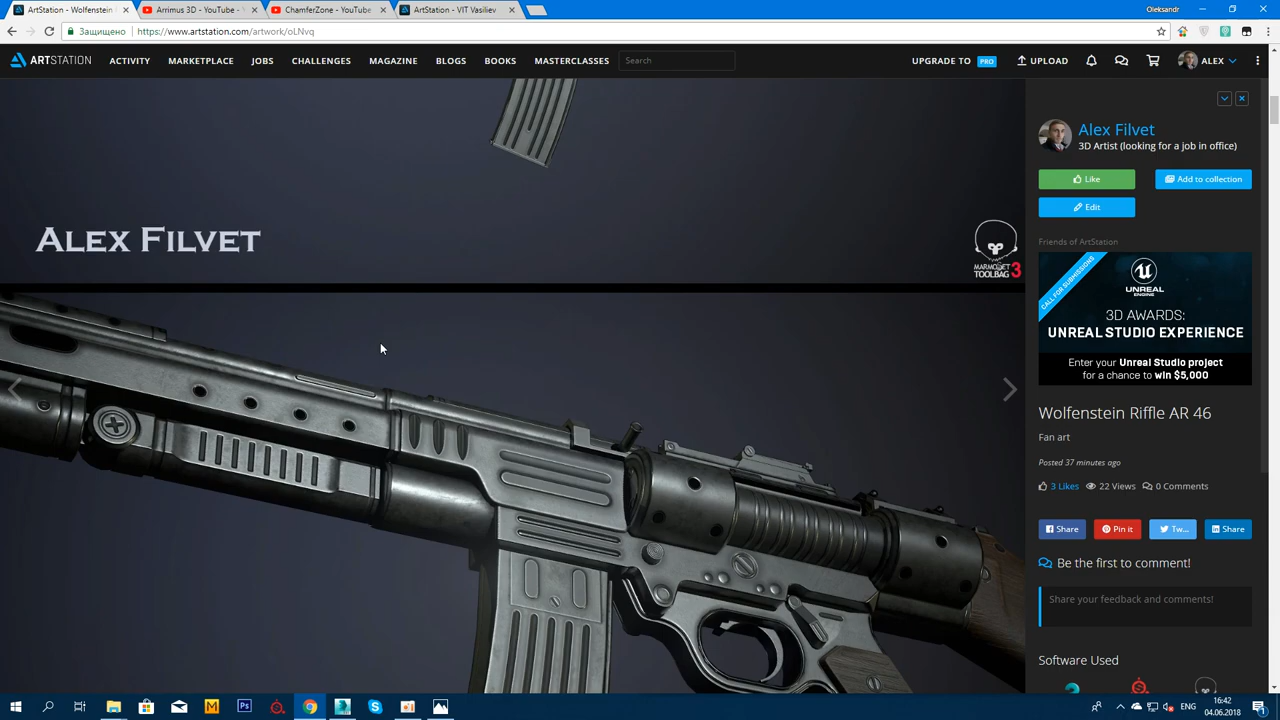 ArtStation - Wolfenstein
Arrimus 3D - YouTube -
ChamferZone - YouTube
ArtStation - VIT Vasiliev
Oleksandr
Защищено
https://www.artstation.com/artwork/oLNvq
ARTSTATION
ACTIVITY
MARKETPLACE
JOBS
CHALLENGES
MAGAZINE
BLOGS
BOOKS
MASTERCLASSES
Search
UPGRADE TO PRO
UPLOAD
ALEX
ALEX FILVET
MARMOSET
TOOLBAG 3
Alex Filvet
3D Artist (looking for a job in office)
Like
Add to collection
Edit
Friends of ArtStation
CALL FOR SUBMISSIONS
UNREAL
ENGINE
3D AWARDS:
UNREAL STUDIO EXPERIENCE
Enter your Unreal Studio project
for a chance to win $5,000
Wolfenstein Riffle AR 46
Fan art
Posted 37 minutes ago
3 Likes 22 Views 0 Comments
Share
Pin it
Tw...
Share
Be the first to comment!
Share your feedback and comments!
Software Used
ENG
16:42
04.06.2018